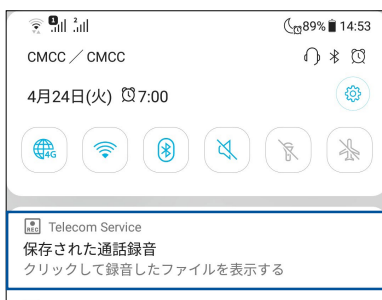 1 2 89% 14:53
CMCC ／ CMCC
4月24日(火) 7:00
4G
REC Telecom Service
保存された通話録音
クリックして録音したファイルを表示する